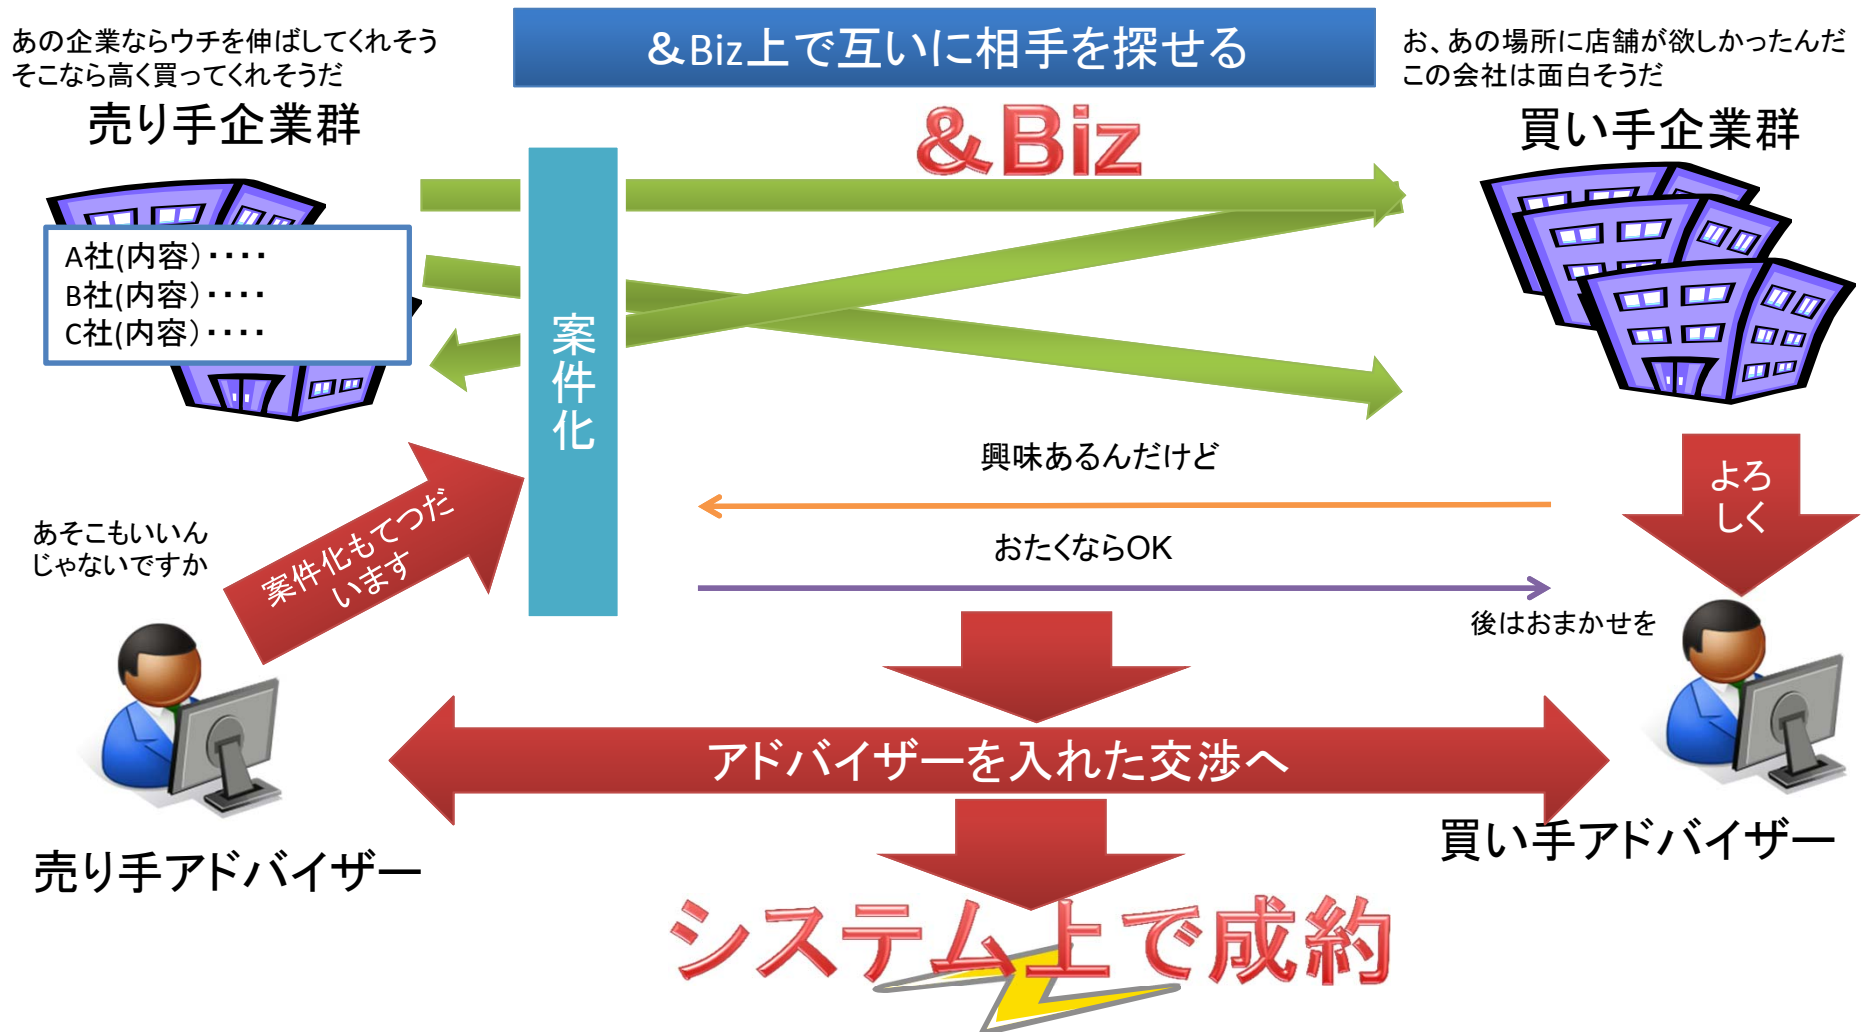 &Biz上で互いに相手を探せる
あの企業ならウチを伸ばしてくれそう
そこなら高く買ってくれそうだ
売り手企業群
お、あの場所に店舗が欲しかったんだ
この会社は面白そうだ
買い手企業群
&Biz
A社(内容)・・・・
B社(内容)・・・・
C社(内容)・・・・
案件化
興味あるんだけど
おたくならOK
よろ
しく
あそこもいいん
じゃないですか
案件化もてつだ
います
後はおまかせを
アドバイザーを入れた交渉へ
売り手アドバイザー
買い手アドバイザー
システム上で成約